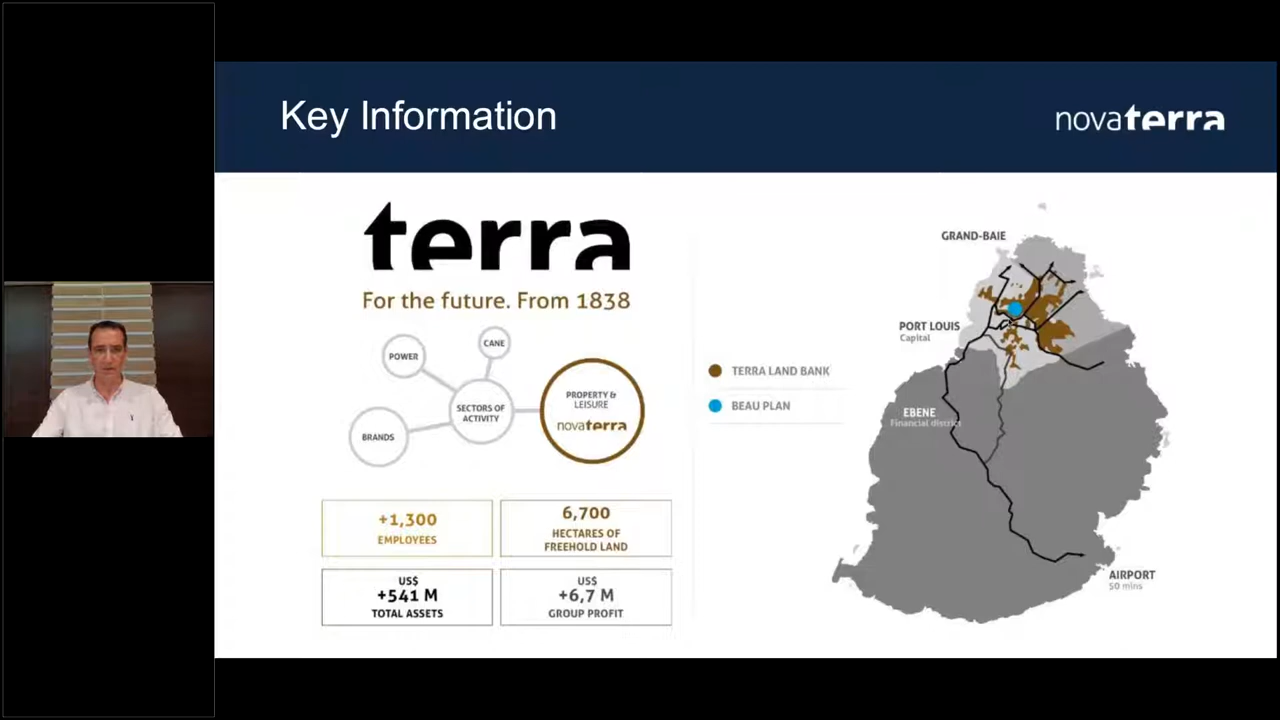 Key Information
novaterra
terra
For the future. From 1838
POWER
CANE
SECTORS OF
ACTIVITY
PROPERTY &
LEISURE
novaterra
BRANDS
+1,300
EMPLOYEES
6,700
HECTARES OF
FREEHOLD LAND
US$
+541 M
TOTAL ASSETS
US$
+6,7 M
GROUP PROFIT
TERRA LAND BANK
BEAU PLAN
GRAND-BAIE
PORT LOUIS
Capital
EBENE
Financial district
AIRPORT
50 mins